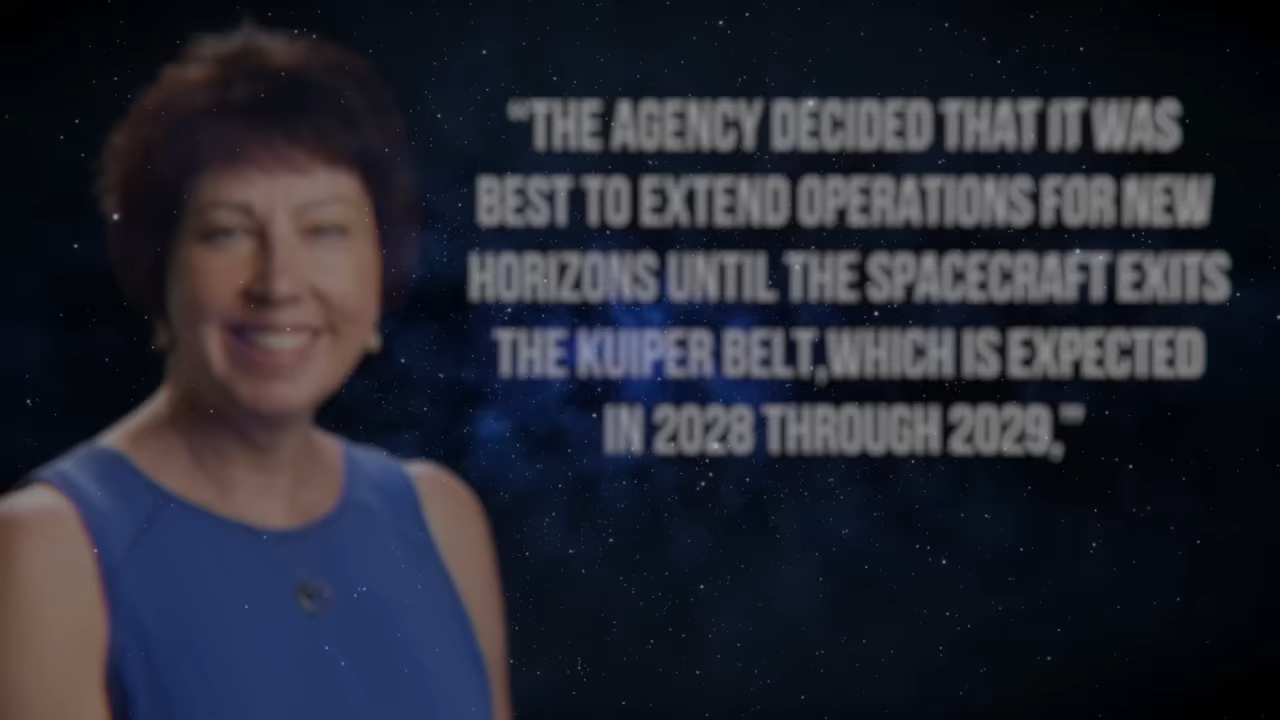 “THE AGENCY DECIDED THAT IT WAS
BEST TO EXTEND OPERATIONS FOR NEW
HORIZONS UNTIL THE SPACECRAFT EXITS
THE KUIPER BELT,WHICH IS EXPECTED
IN 2028 THROUGH 2029,”